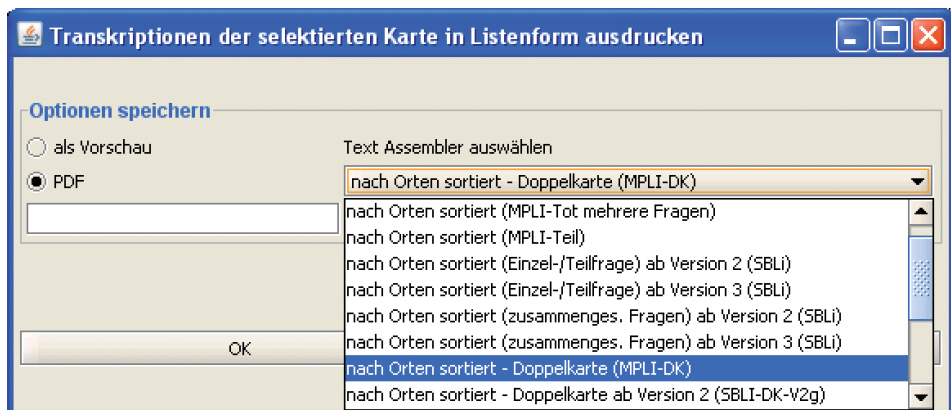 Transkriptionen der selektierten Karte in Listenform ausdrucken
Optionen speichern
als Vorschau
Text Assembler auswählen
PDF
nach Orten sortiert - Doppelkarte (MPLI-DK)
nach Orten sortiert (MPLI-Tot mehrere Fragen)
nach Orten sortiert (MPLI-Teil)
nach Orten sortiert (Einzel-/Teilfrage) ab Version 2 (SBLi)
nach Orten sortiert (Einzel-/Teilfrage) ab Version 3 (SBLi)
nach Orten sortiert (zusammenges. Fragen) ab Version 2 (SBLi)
nach Orten sortiert (zusammenges. Fragen) ab Version 3 (SBLi)
nach Orten sortiert - Doppelkarte (MPLI-DK)
nach Orten sortiert - Doppelkarte ab Version 2 (SBLI-DK-V2g)
OK